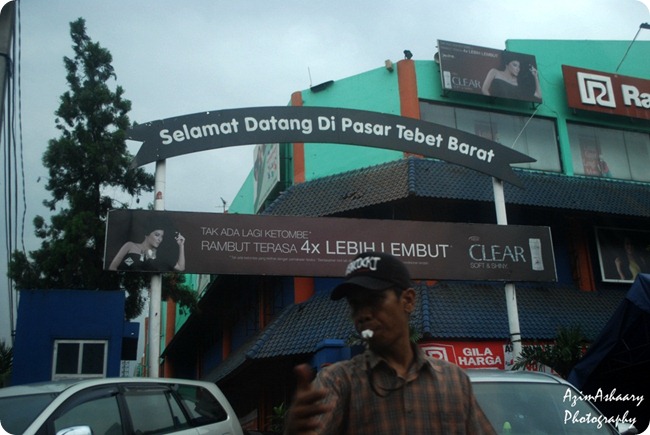 CLEAR
Ra
Selamat Datang Di Pasar Tebet Barat
TAK ADA LAGI KETOMBE*
RAMBUT TERASA 4X LEBIH LEMBUT
CLEAR
SOFT & SHINY
GILA
HARGA
AzimAshaary
Photography